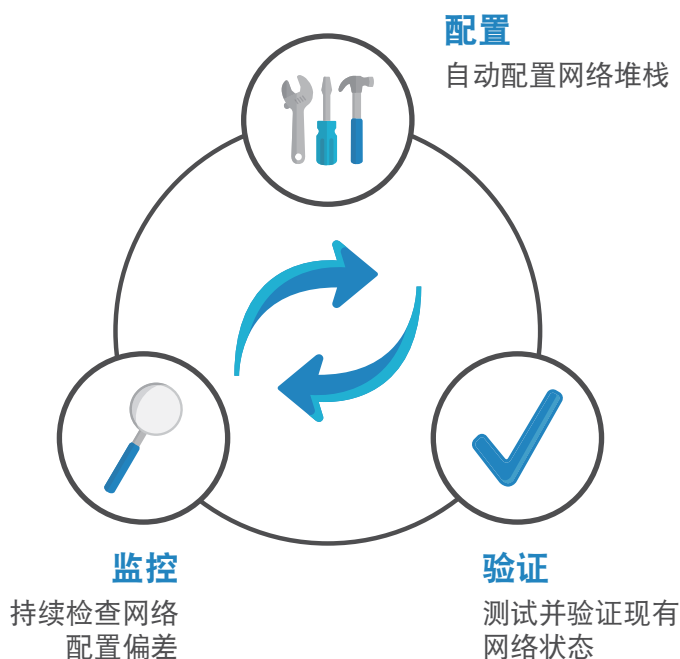 配置
自动配置网络堆栈
监控
持续检查网络
配置偏差
验证
测试并验证现有
网络状态